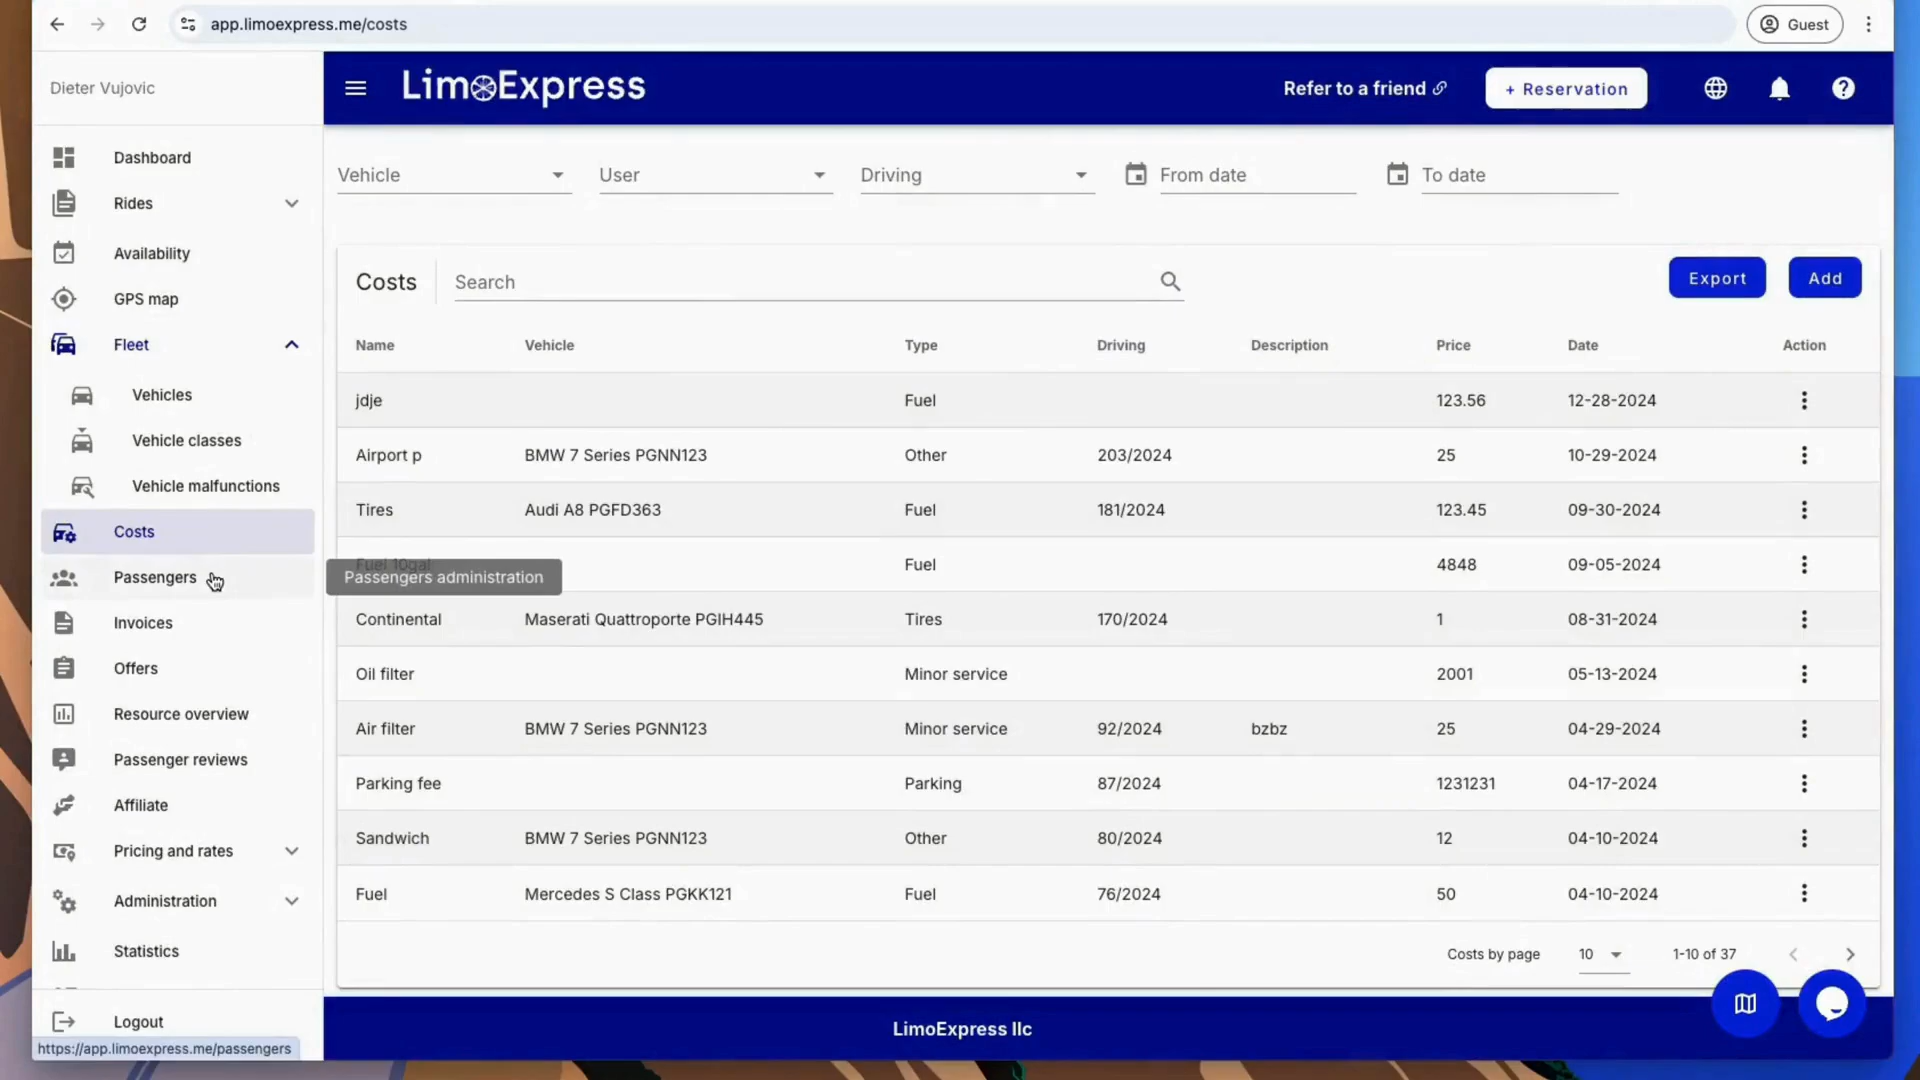 app.limoexpress.me/costs
Guest
Dieter Vujovic
LimoExpress
Refer to a friend
+ Reservation
Dashboard
Rides
Availability
GPS map
Fleet
Vehicles
Vehicle classes
Vehicle malfunctions
Costs
Passengers
Invoices
Offers
Resource overview
Passenger reviews
Affiliate
Pricing and rates
Administration
Statistics
Logout
https://app.limoexpress.me/passengers
Vehicle User Driving From date To date
Costs Search Export Add
Name Vehicle Type Driving Description Price Date Action
jdje Fuel 123.56 12-28-2024
Airport p BMW 7 Series PGNN123 Other 203/2024 25 10-29-2024
Tires Audi A8 PGFD363 Fuel 181/2024 123.45 09-30-2024
Fuel 10gal Fuel 4848 09-05-2024
Passengers administration
Continental Maserati Quattroporte PGIH445 Tires 170/2024 1 08-31-2024
Oil filter Minor service 2001 05-13-2024
Air filter BMW 7 Series PGNN123 Minor service 92/2024 bzbz 25 04-29-2024
Parking fee Parking 87/2024 1231231 04-17-2024
Sandwich BMW 7 Series PGNN123 Other 80/2024 12 04-10-2024
Fuel Mercedes S Class PGKK121 Fuel 76/2024 50 04-10-2024
Costs by page 10 1-10 of 37
LimoExpress llc